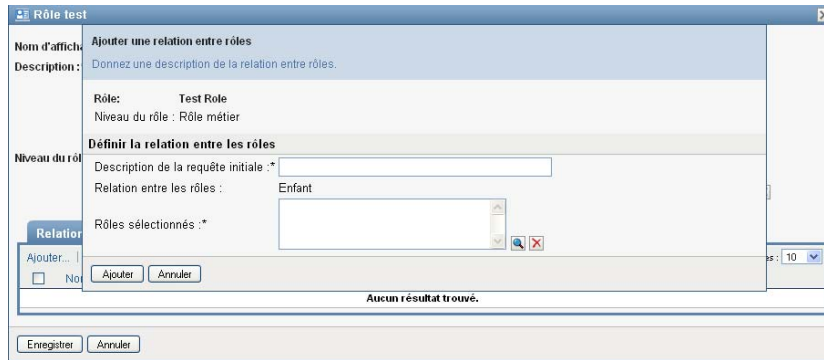 Rôle test
Nom d'affich
Description :
Ajouter une relation entre rôles
Donnez une description de la relation entre rôles.
Rôle: Test Role
Niveau du rôle : Rôle métier
Définir la relation entre les rôles
Niveau du rôl
Description de la requête initiale :*
Relation entre les rôles : Enfant
Rôles sélectionnés :*
Relation
Ajouter... |
es : 10
Ajouter Annuler
No
Aucun résultat trouvé.
Enregistrer Annuler